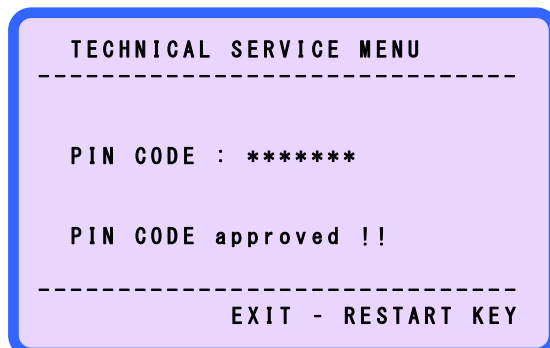 TECHNICAL SERVICE MENU
------------------------------
PIN CODE : *******
PIN CODE approved !!
------------------------------
EXIT - RESTART KEY